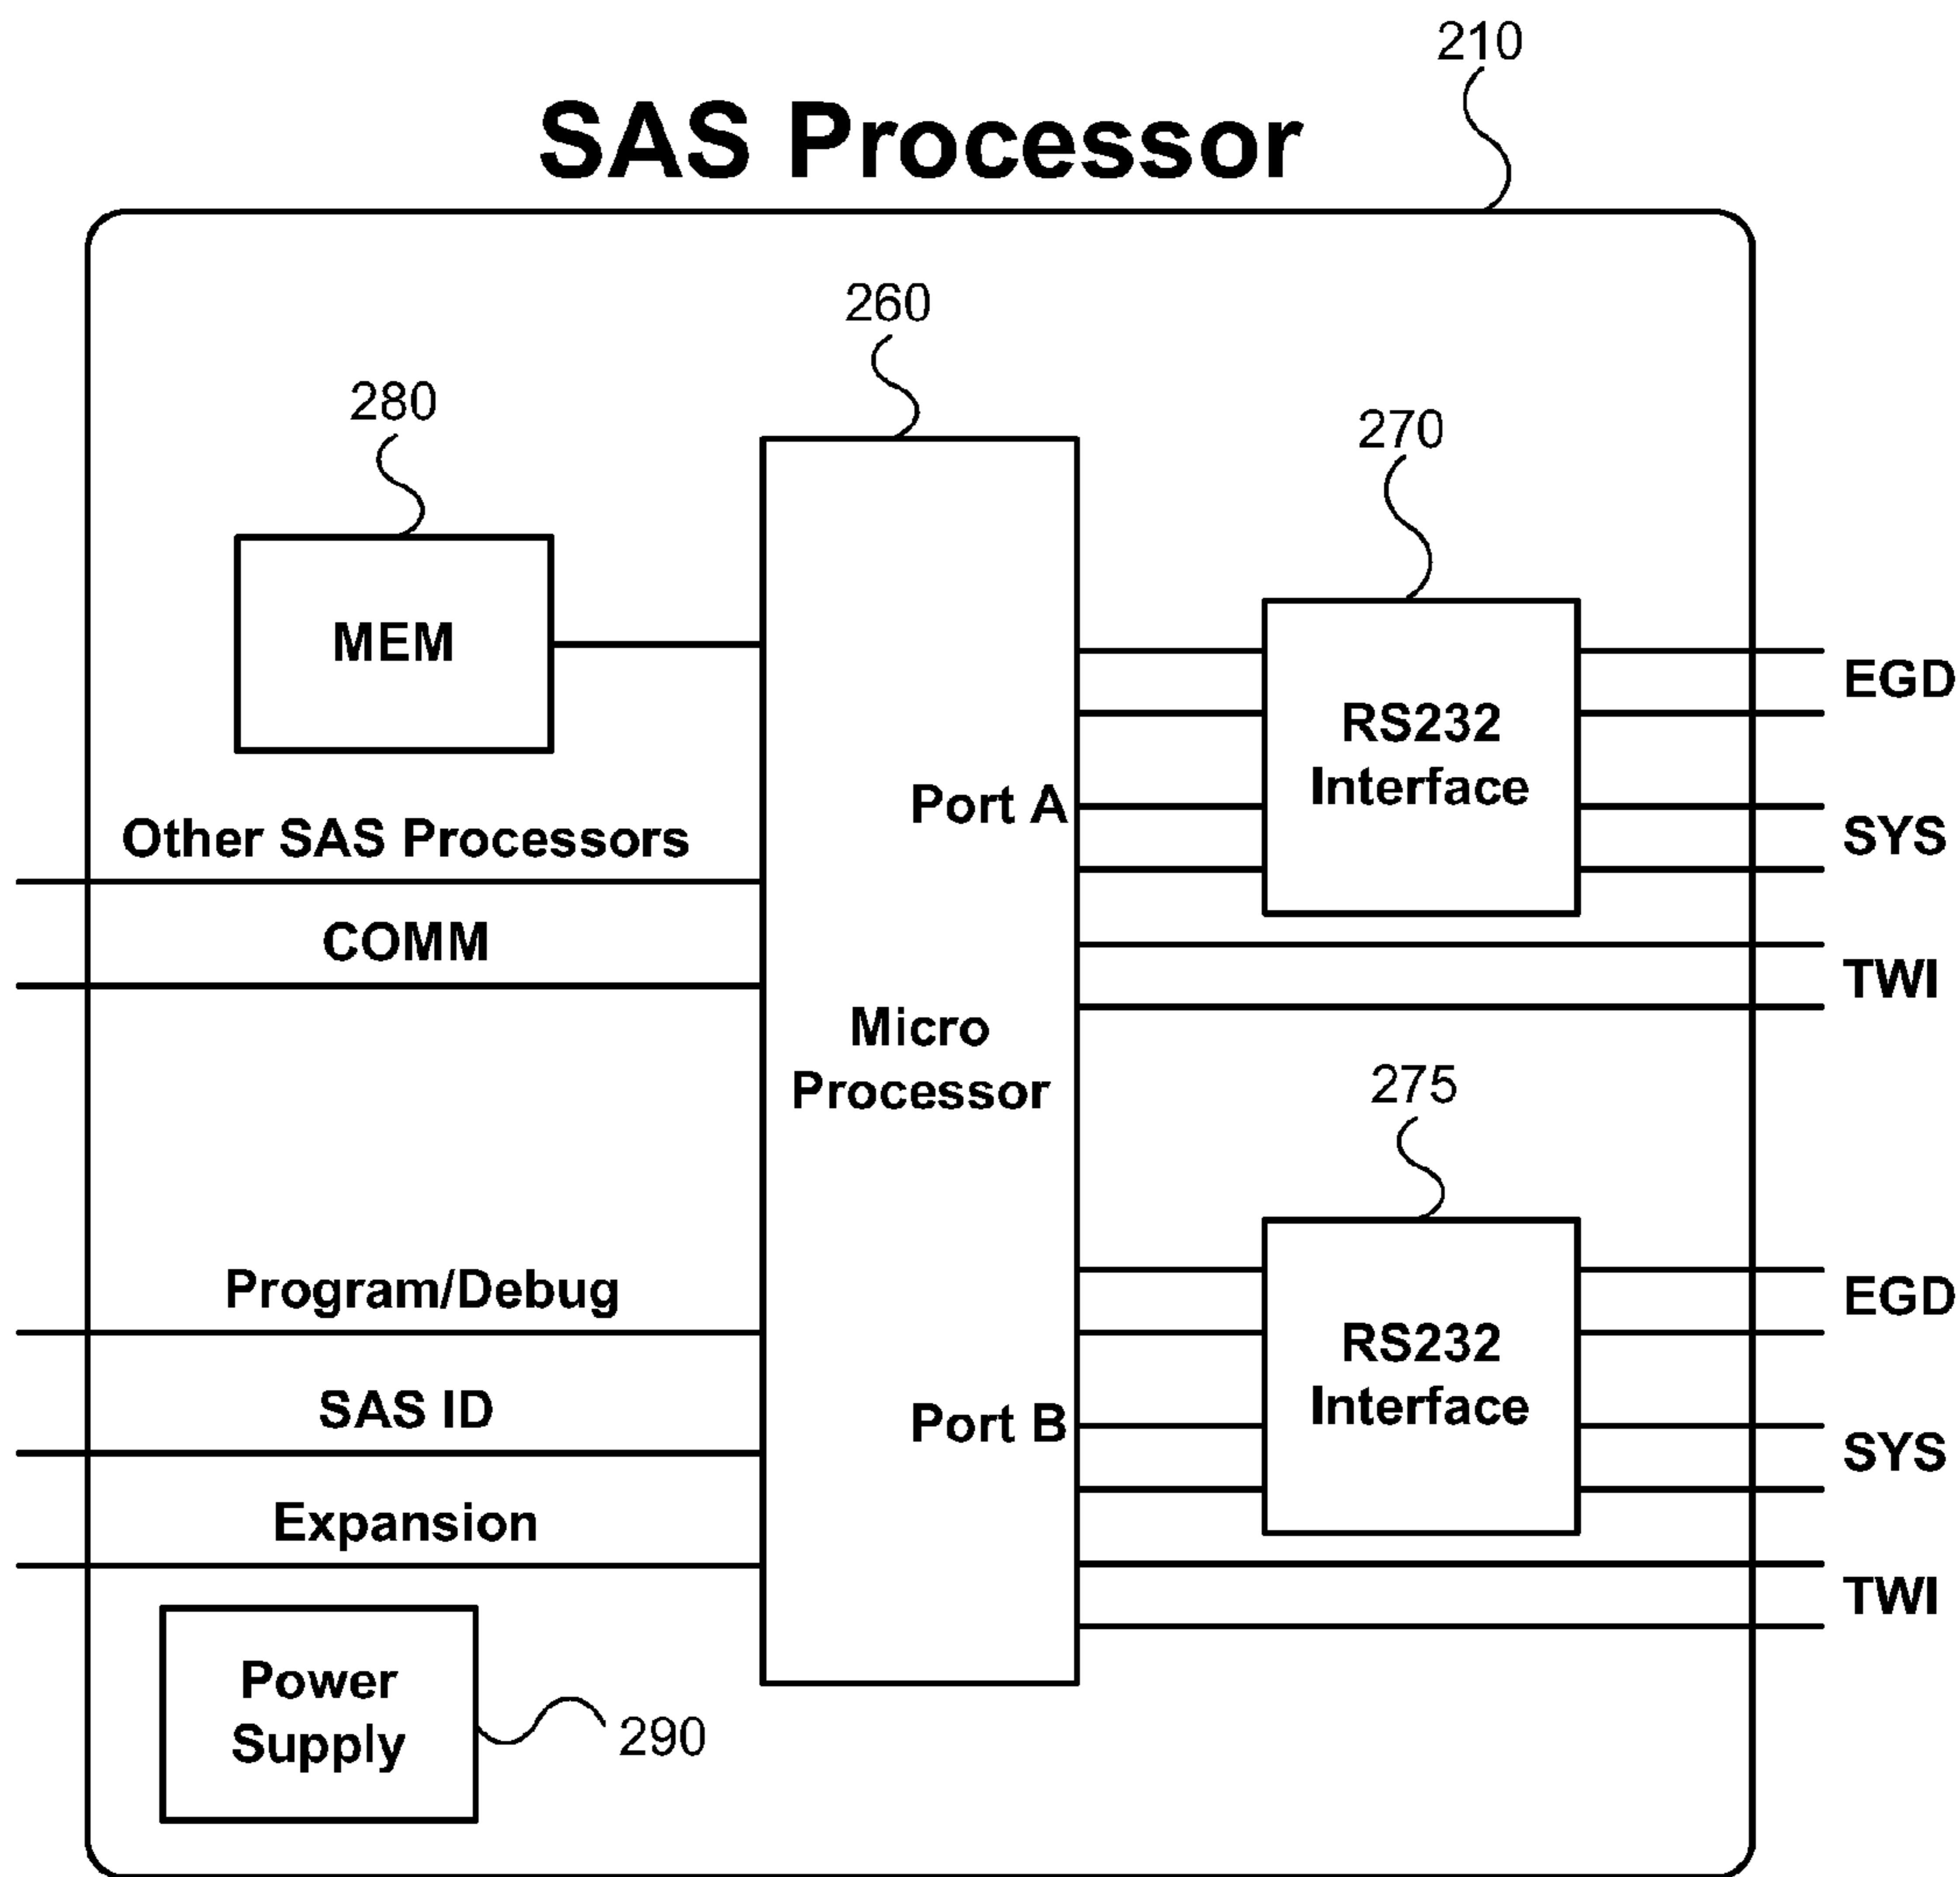 210
SAS Processor
260
280
270
MEM
EGD
RS232
Interface
Port A
SYS
Other SAS Processors
COMM
TWI
Micro
Processor
275
Program/Debug
EGD
RS232
Interface
SAS ID
Port B
SYS
Expansion
TWI
Power
Supply
290